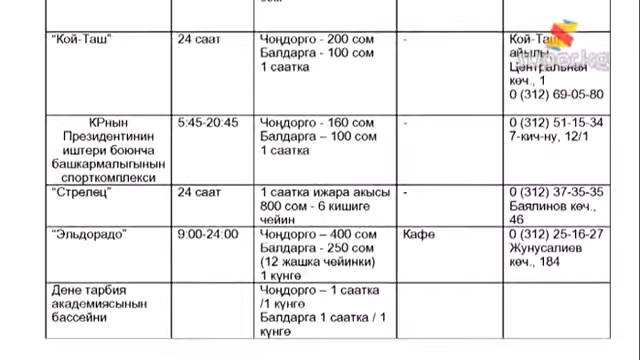 "Кой-Таш"
24 саат
Чоңдорго - 200 сом
Балдарга - 100 сом
1 саатка
-
Кой-Таш
айылы
Центральная
көч., 1
0 (312) 69-05-80
КРнын
Президентинин
иштери боюнча
башкармалыгынын
спорткомплекси
5:45-20:45
Чоңдорго - 160 сом
Балдарга – 100 сом
1 саатка
-
0 (312) 51-15-34
7-кич-ну, 12/1
"Стрелец"
24 саат
1 саатка ижара акысы
800 сом - 6 кишиге
чейин
-
0 (312) 37-35-35
Баялинов көч.,
46
"Эльдорадо"
9:00-24:00
Чоңдорго – 400 сом
Балдарга - 250 сом
(12 жашка чейинки)
1 күнгө
Кафе
0 (312) 25-16-27
Жунусалиев
көч., 184
Дене тарбия
академиясынын
бассейни
Чоңдорго – 1 саатка
/1 күнгө
Балдарга 1 саатка / 1
күнгө